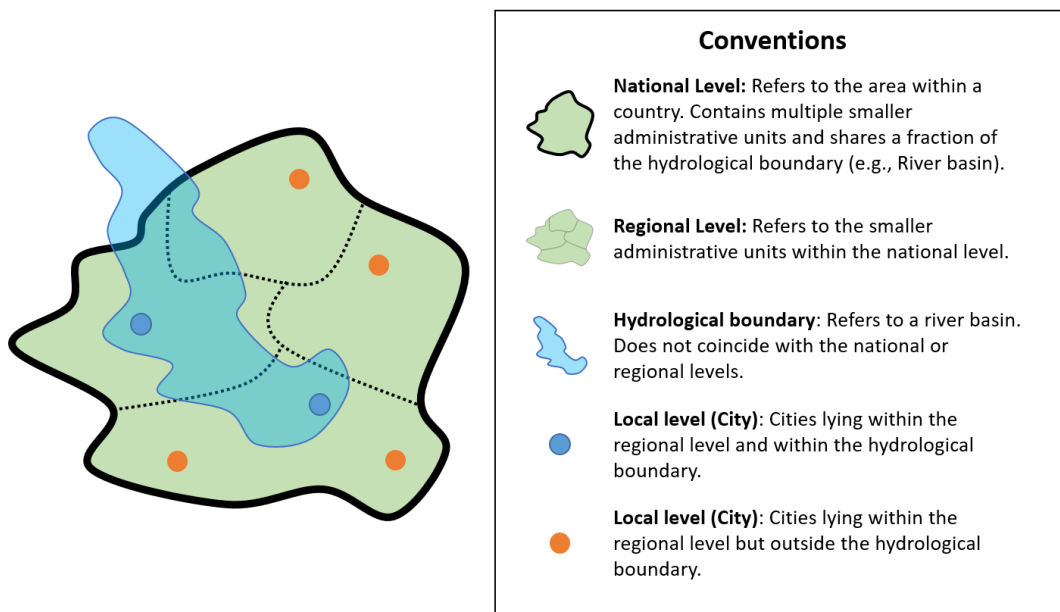 Conventions
National Level: Refers to the area within a
country. Contains multiple smaller
administrative units and shares a fraction of
the hydrological boundary (e.g., River basin).
Regional Level: Refers to the smaller
administrative units within the national level.
Hydrological boundary: Refers to a river basin.
Does not coincide with the national or
regional levels.
Local level (City): Cities lying within the
regional level and within the hydrological
boundary.
Local level (City): Cities lying within the
regional level but outside the hydrological
boundary.